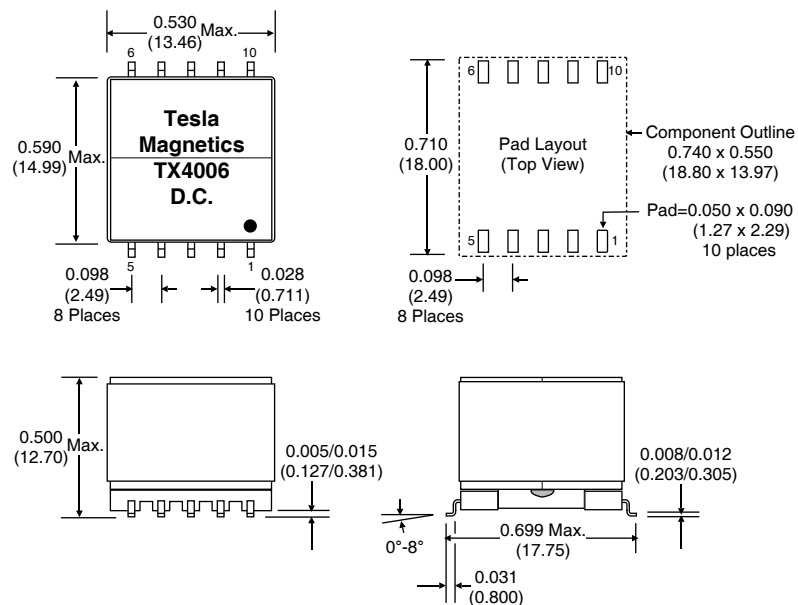 0.530 Max.
(13.46)
6 10
Tesla
Magnetics
TX4006
D.C.
0.590 Max.
(14.99)
5 1
0.098
(2.49)
8 Places
0.028
(0.711)
10 Places
6 10
Pad Layout
(Top View)
0.710
(18.00)
Component Outline
0.740 x 0.550
(18.80 x 13.97)
Pad=0.050 x 0.090
(1.27 x 2.29)
10 places
5 1
0.098
(2.49)
8 Places
0.500 Max.
(12.70)
0.005/0.015
(0.127/0.381)
0.008/0.012
(0.203/0.305)
0°-8°
0.699 Max.
(17.75)
0.031
(0.800)